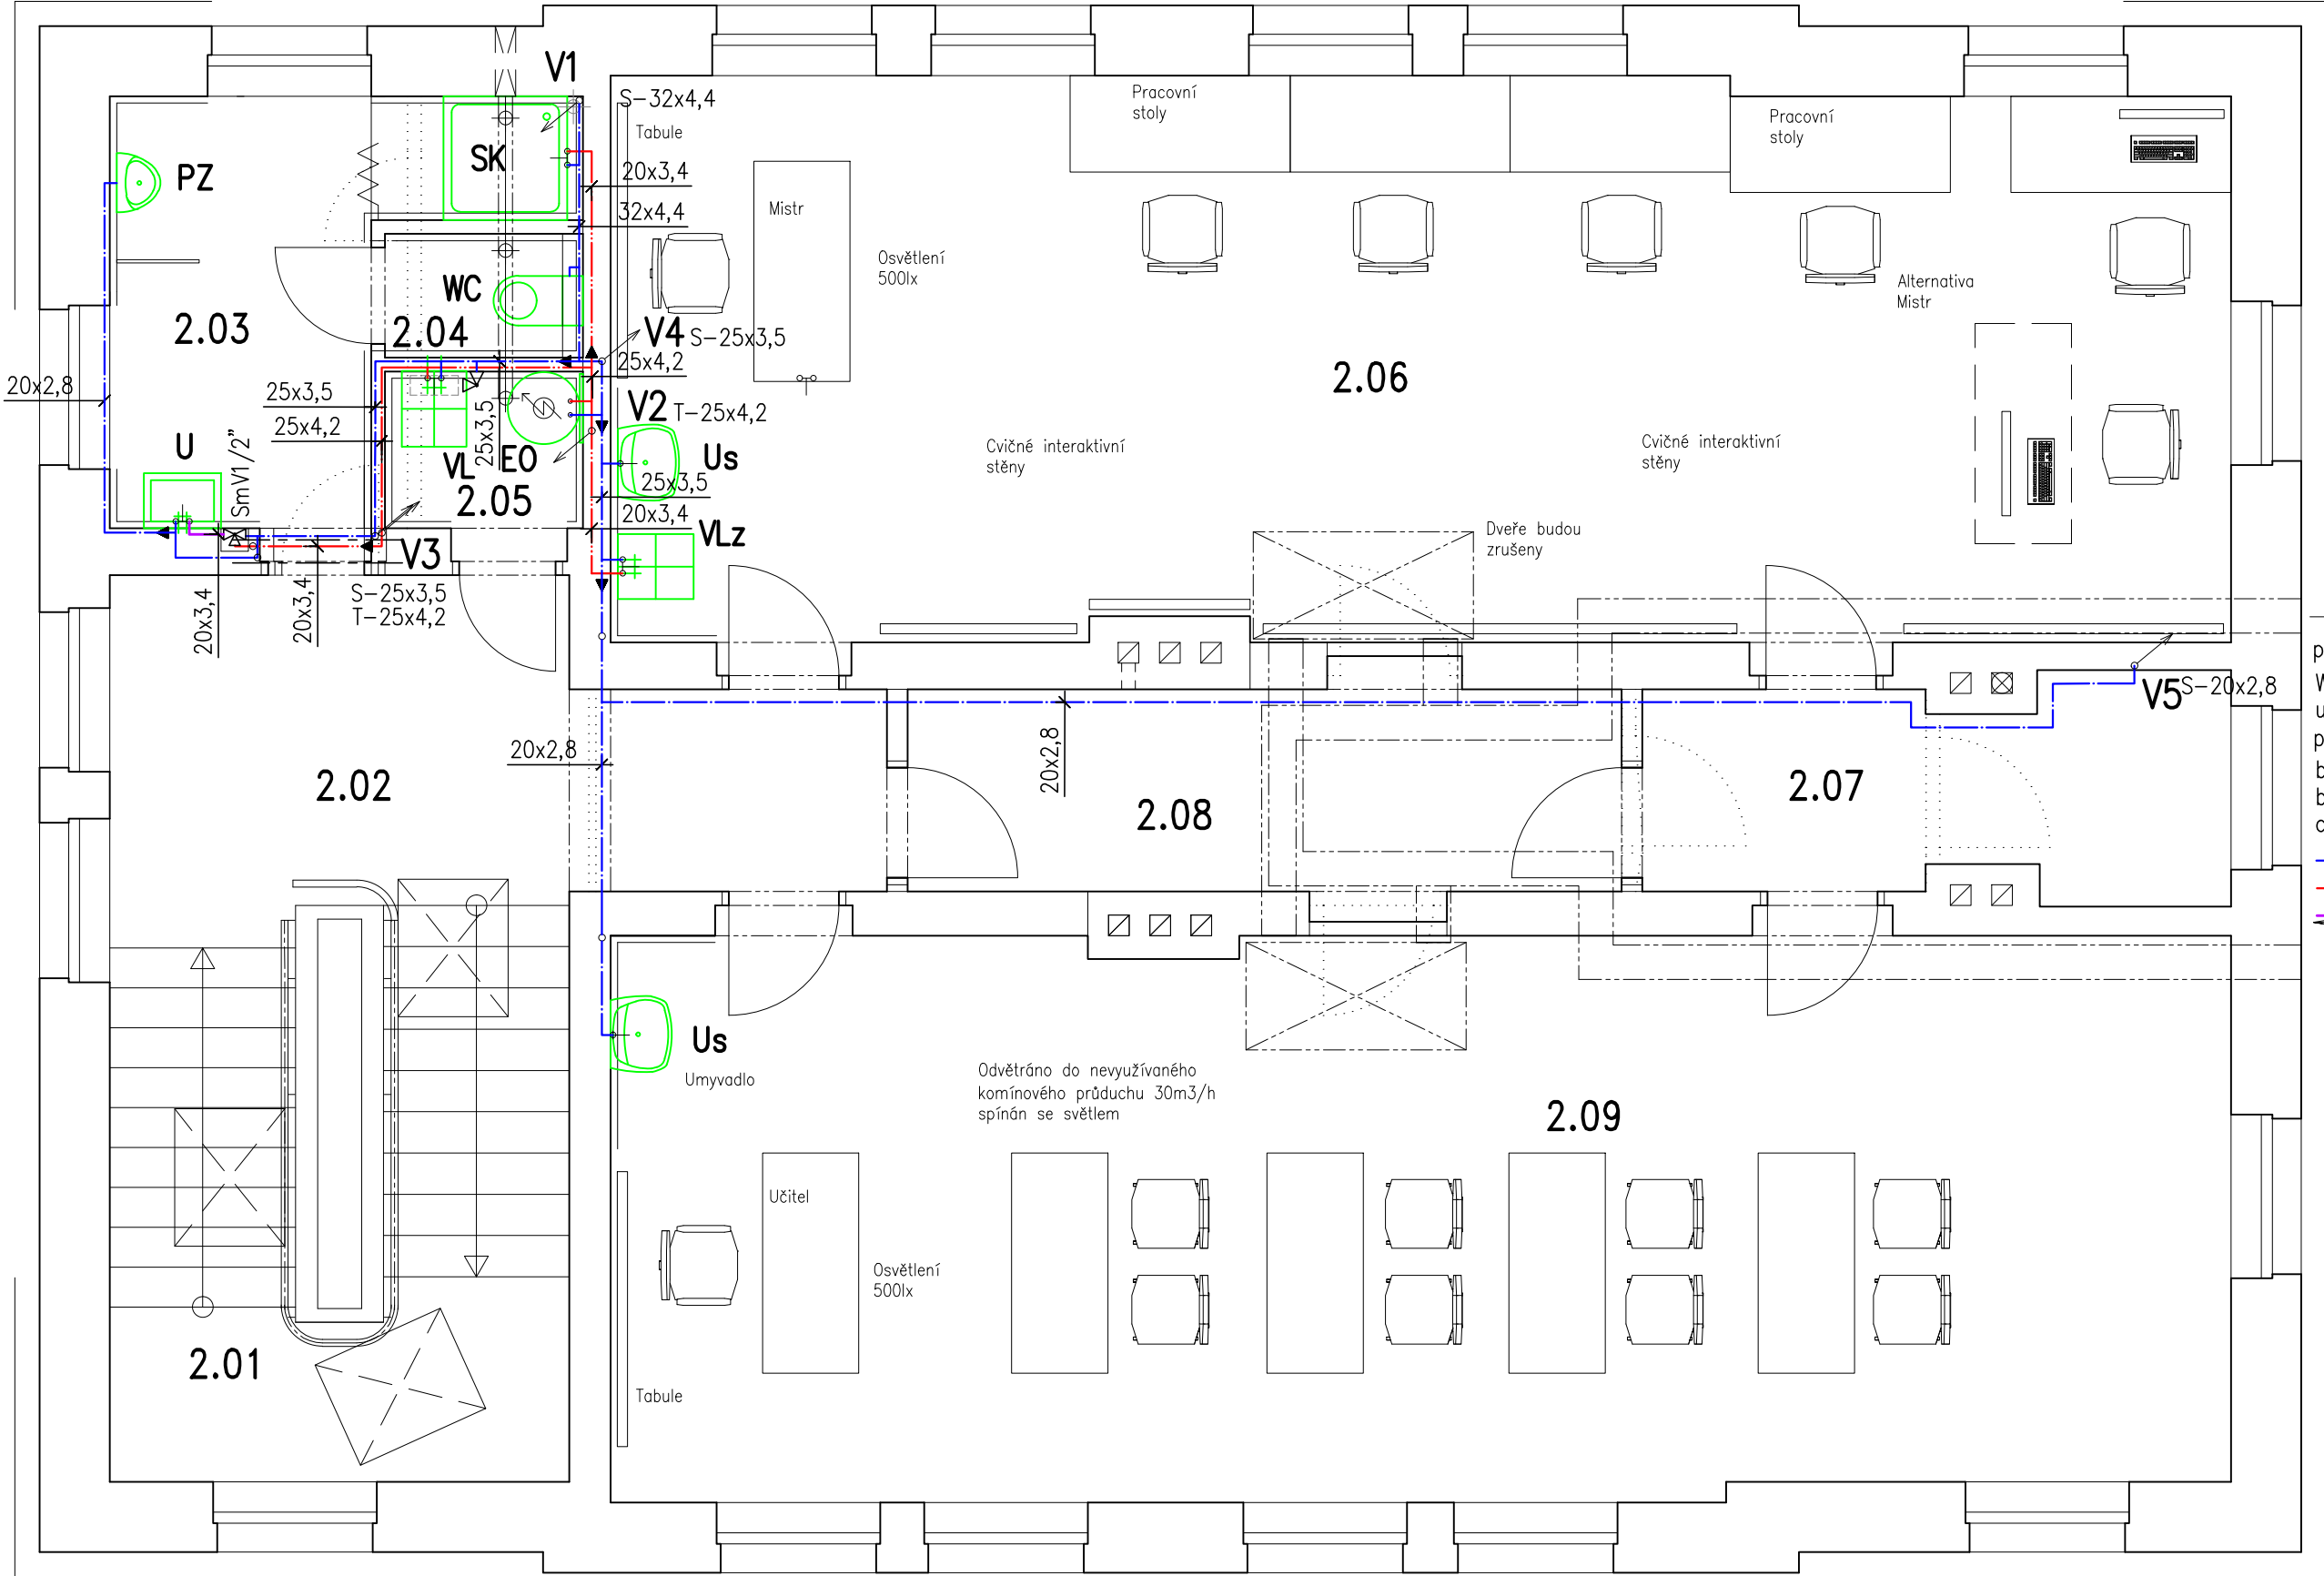 V1
S-32x4,4
Tabule
Pracovní
stoly
Pracovní
stoly
PZ
SK
20x3,4
32x4,4
Mistr
Osvětlení
500lx
Alternativa
Mistr
WC
2.03
2.04
V4 S-25x3,5
25x4,2
2.06
20x2,8
25x3,5
25x4,2
25x3,5
V2 T-25x4,2
U
SmV1/2"
VL
EO
Us
2.05
25x3,5
20x3,4
VLz
Cvičné interaktivní
stěny
Cvičné interaktivní
stěny
Dveře budou
zrušeny
V3
S-25x3,5
T-25x4,2
20x3,4
20x3,4
V5 S-20x2,8
20x2,8
20x2,8
2.02
2.08
2.07
Us
Umyvadlo
Odvětráno do nevyužívaného
komínového průduchu 30m3/h
spínán se světlem
2.09
Učitel
Osvětlení
500lx
2.01
Tabule